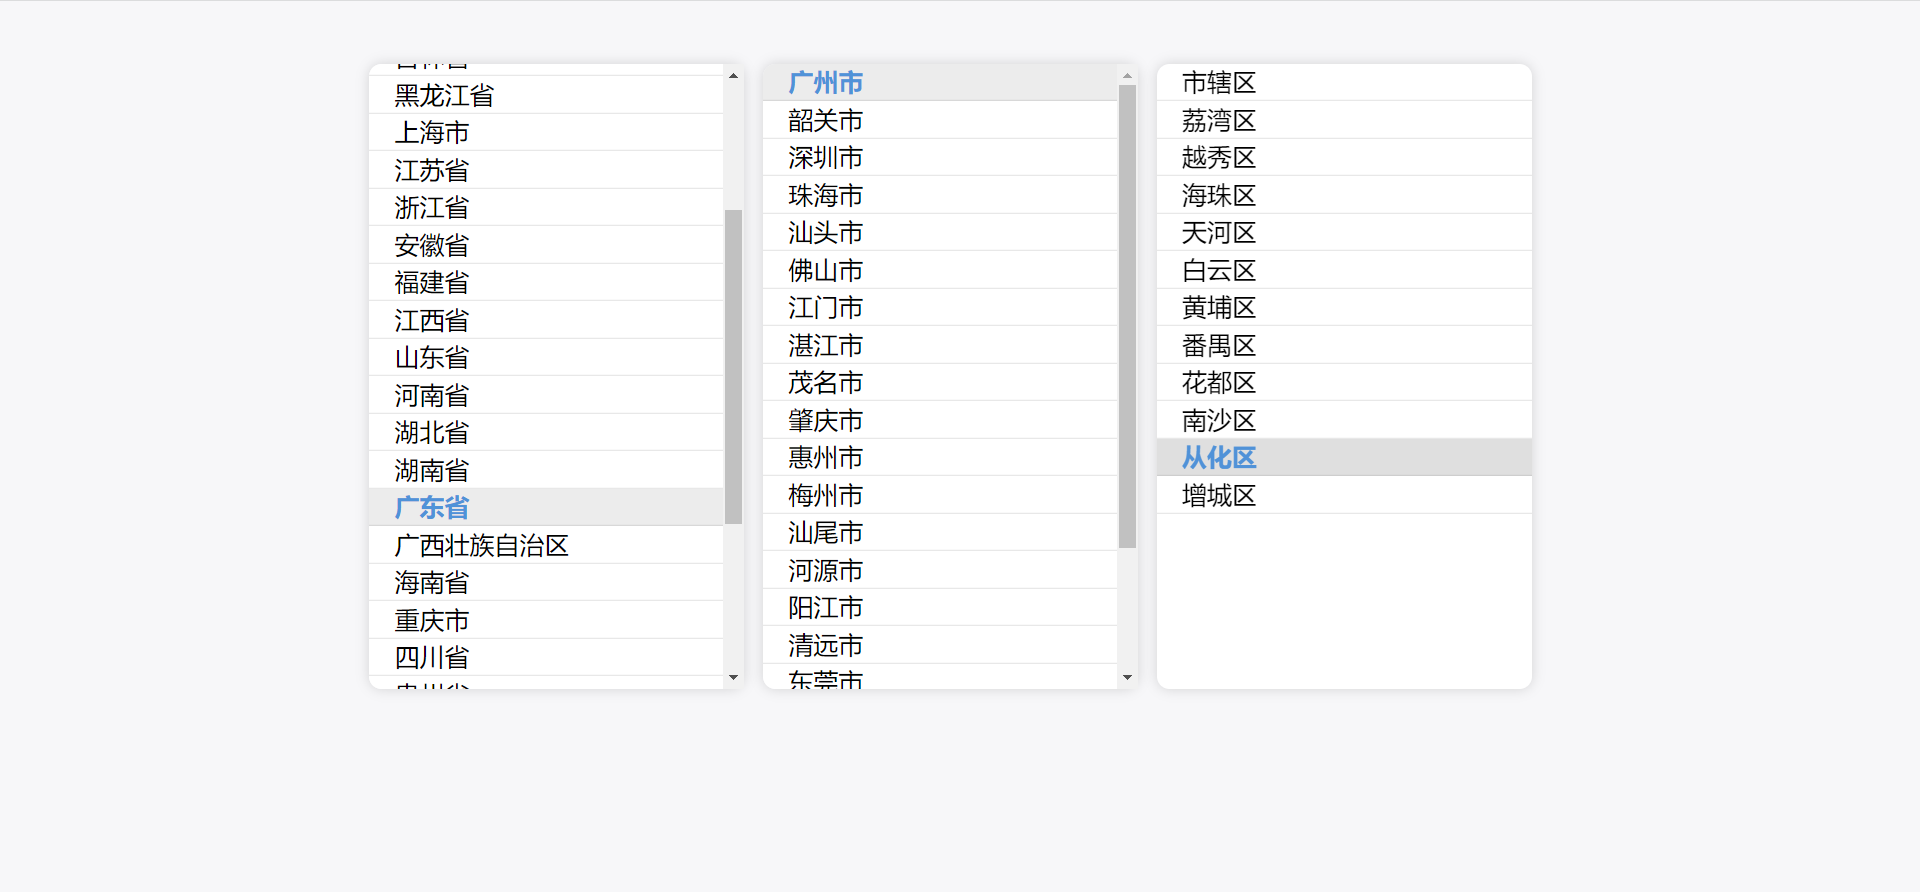 黑龙江省
上海市
江苏省
浙江省
安徽省
福建省
江西省
山东省
河南省
湖北省
湖南省
广东省
广西壮族自治区
海南省
重庆市
四川省
广州市
韶关市
深圳市
珠海市
汕头市
佛山市
江门市
湛江市
茂名市
肇庆市
惠州市
梅州市
汕尾市
河源市
阳江市
清远市
东莞市
市辖区
荔湾区
越秀区
海珠区
天河区
白云区
黄埔区
番禺区
花都区
南沙区
从化区
增城区